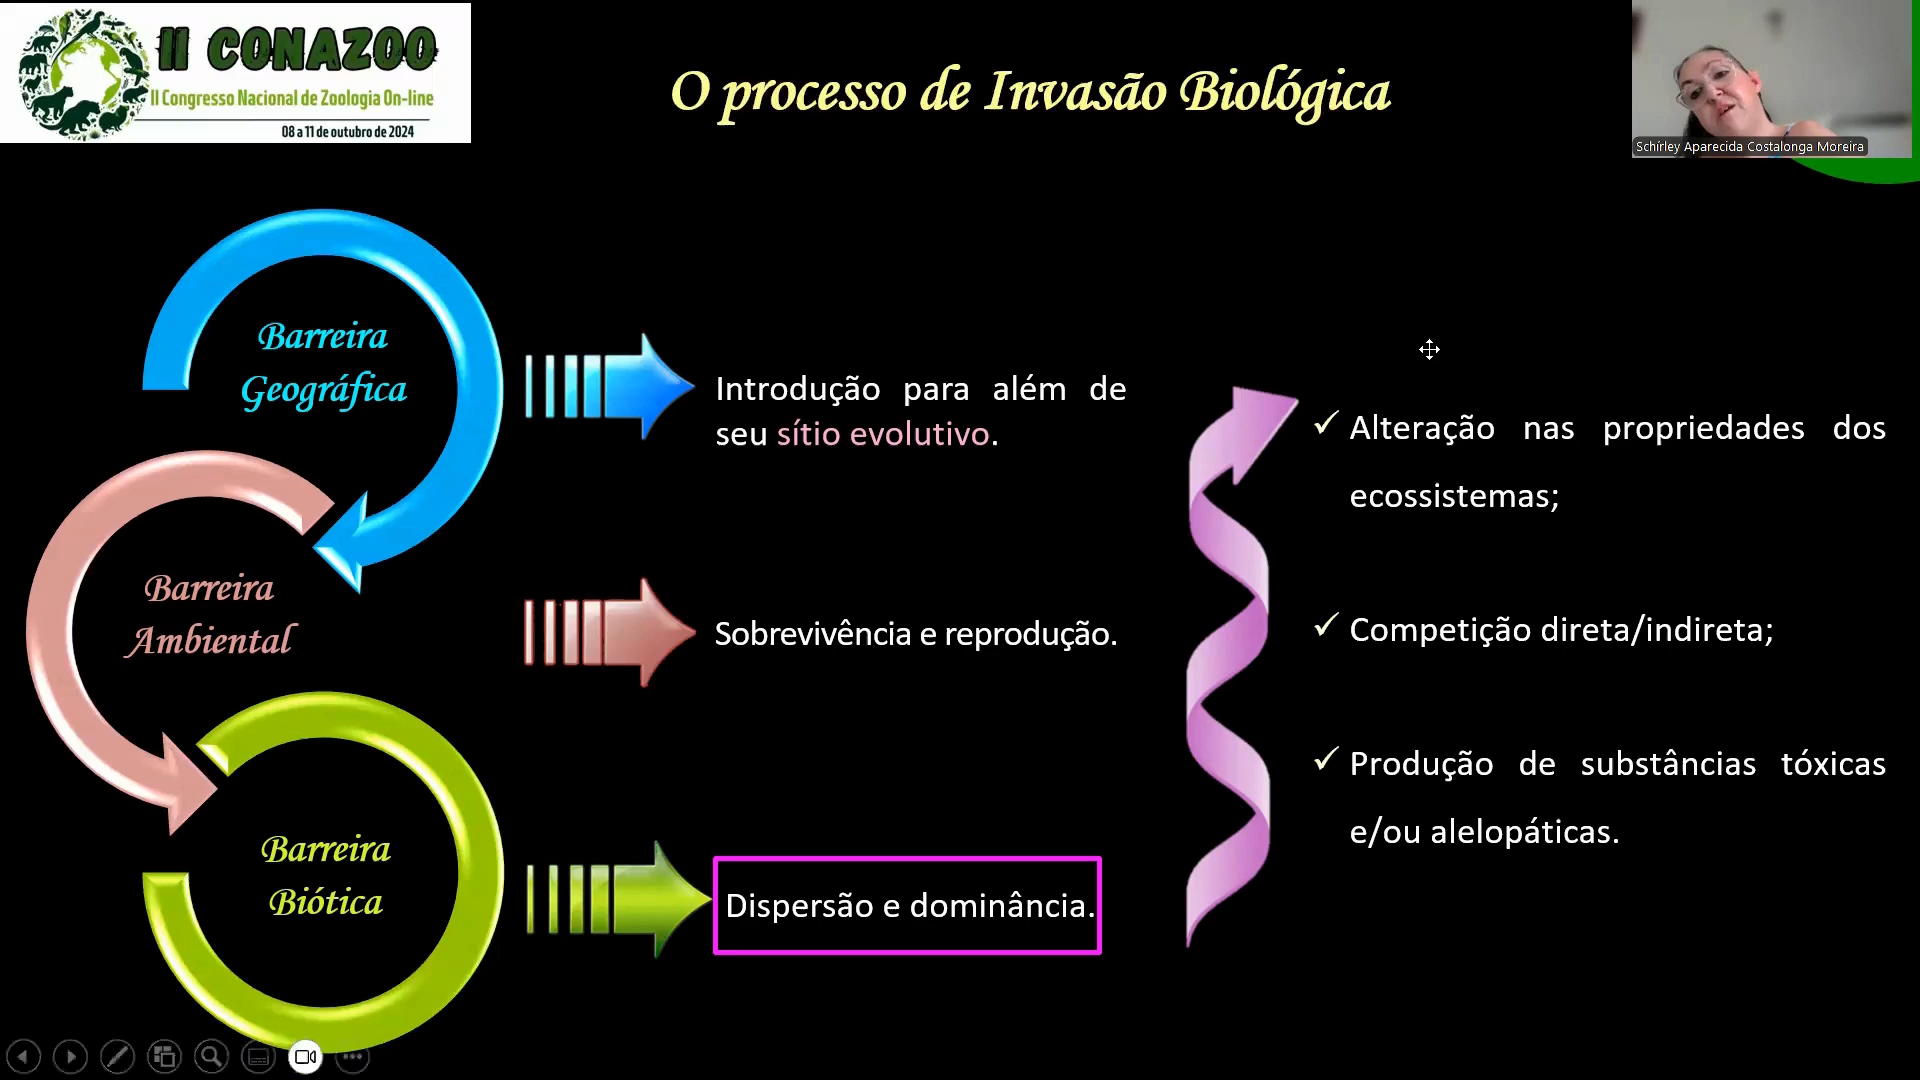 II CONAZOO
II Congresso Nacional de Zoologia On-line
08 a 11 de outubro de 2024
O processo de Invasão Biológica
Schírley Aparecida Costalonga Moreira
Barreira
Geográfica
Introdução para além de
seu sítio evolutivo.
Barreira
Ambiental
Sobrevivência e reprodução.
Barreira
Biótica
Dispersão e dominância.
✓ Alteração nas propriedades dos
ecossistemas;
✓ Competição direta/indireta;
✓ Produção de substâncias tóxicas
e/ou alelopáticas.